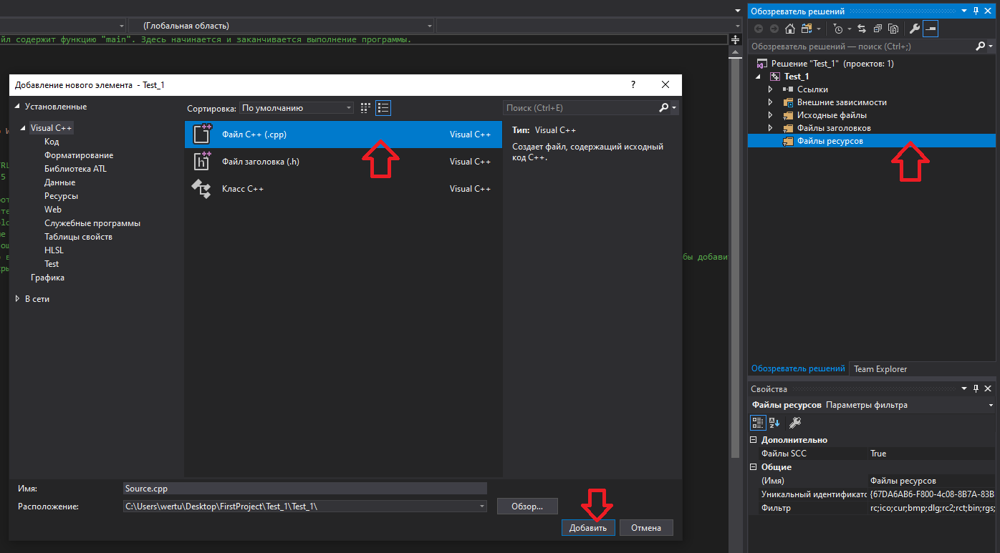 Обозреватель решений
(Глобальная область)
йл содержит функцию "main". Здесь начинается и заканчивается выполнение программы.
Обозреватель решений — поиск (Ctrl+;)
Решение "Test_1" (проектов: 1)
Test_1
Ссылки
Внешние зависимости
Исходные файлы
Файлы заголовков
Файлы ресурсов
Добавление нового элемента - Test_1
Установленные
Visual C++
Код
Форматирование
Библиотека ATL
Данные
Ресурсы
Web
Служебные программы
Таблицы свойств
HLSL
Test
Графика
В сети
Сортировка: По умолчанию
Поиск (Ctrl+E)
Файл C++ (.cpp) Visual C++
Файл заголовка (.h) Visual C++
Класс C++ Visual C++
Тип: Visual C++
Создает файл, содержащий исходный
код C++.
бы добави
Имя: Source.cpp
Расположение: C:\Users\wertu\Desktop\FirstProject\Test_1\Test_1\
Обзор...
Добавить
Отмена
Обозреватель решений
Team Explorer
Свойства
Файлы ресурсов Параметры фильтра
Дополнительно
Файлы SCC True
Общие
(Имя) Файлы ресурсов
Уникальный идентификатс {67DA6AB6-F800-4c08-8B7A-83B
Фильтр rc;ico;cur;bmp;dlg;rc2;rct;bin;rgs;